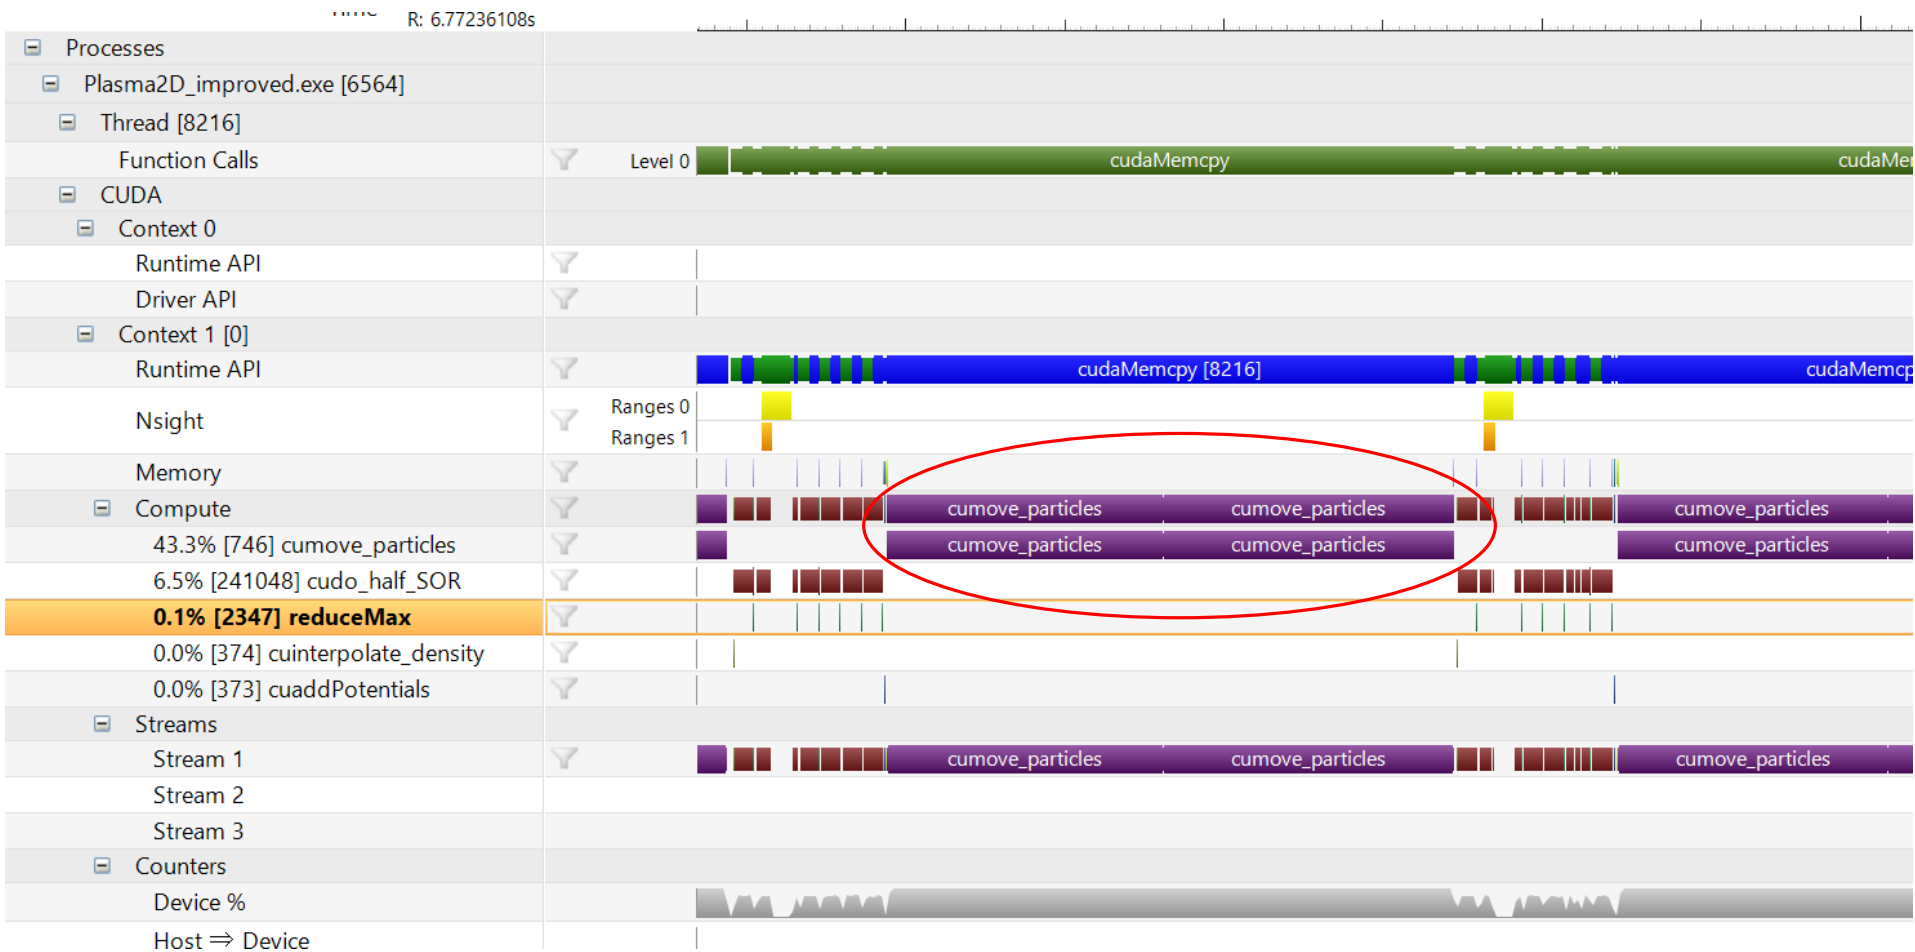 R: 6.77236108s
Processes
Plasma2D_improved.exe [6564]
Thread [8216]
Function Calls Level 0 cudaMemcpy cudaMe
CUDA
Context 0
Runtime API
Driver API
Context 1 [0]
Runtime API cudaMemcpy [8216] cudaMemcp
Nsight Ranges 0
Ranges 1
Memory
Compute cumove_particles cumove_particles cumove_particles
43.3% [746] cumove_particles cumove_particles cumove_particles cumove_particles
6.5% [241048] cudo_half_SOR
0.1% [2347] reduceMax
0.0% [374] cuinterpolate_density
0.0% [373] cuaddPotentials
Streams
Stream 1 cumove_particles cumove_particles cumove_particles
Stream 2
Stream 3
Counters
Device %
Host ⇒ Device